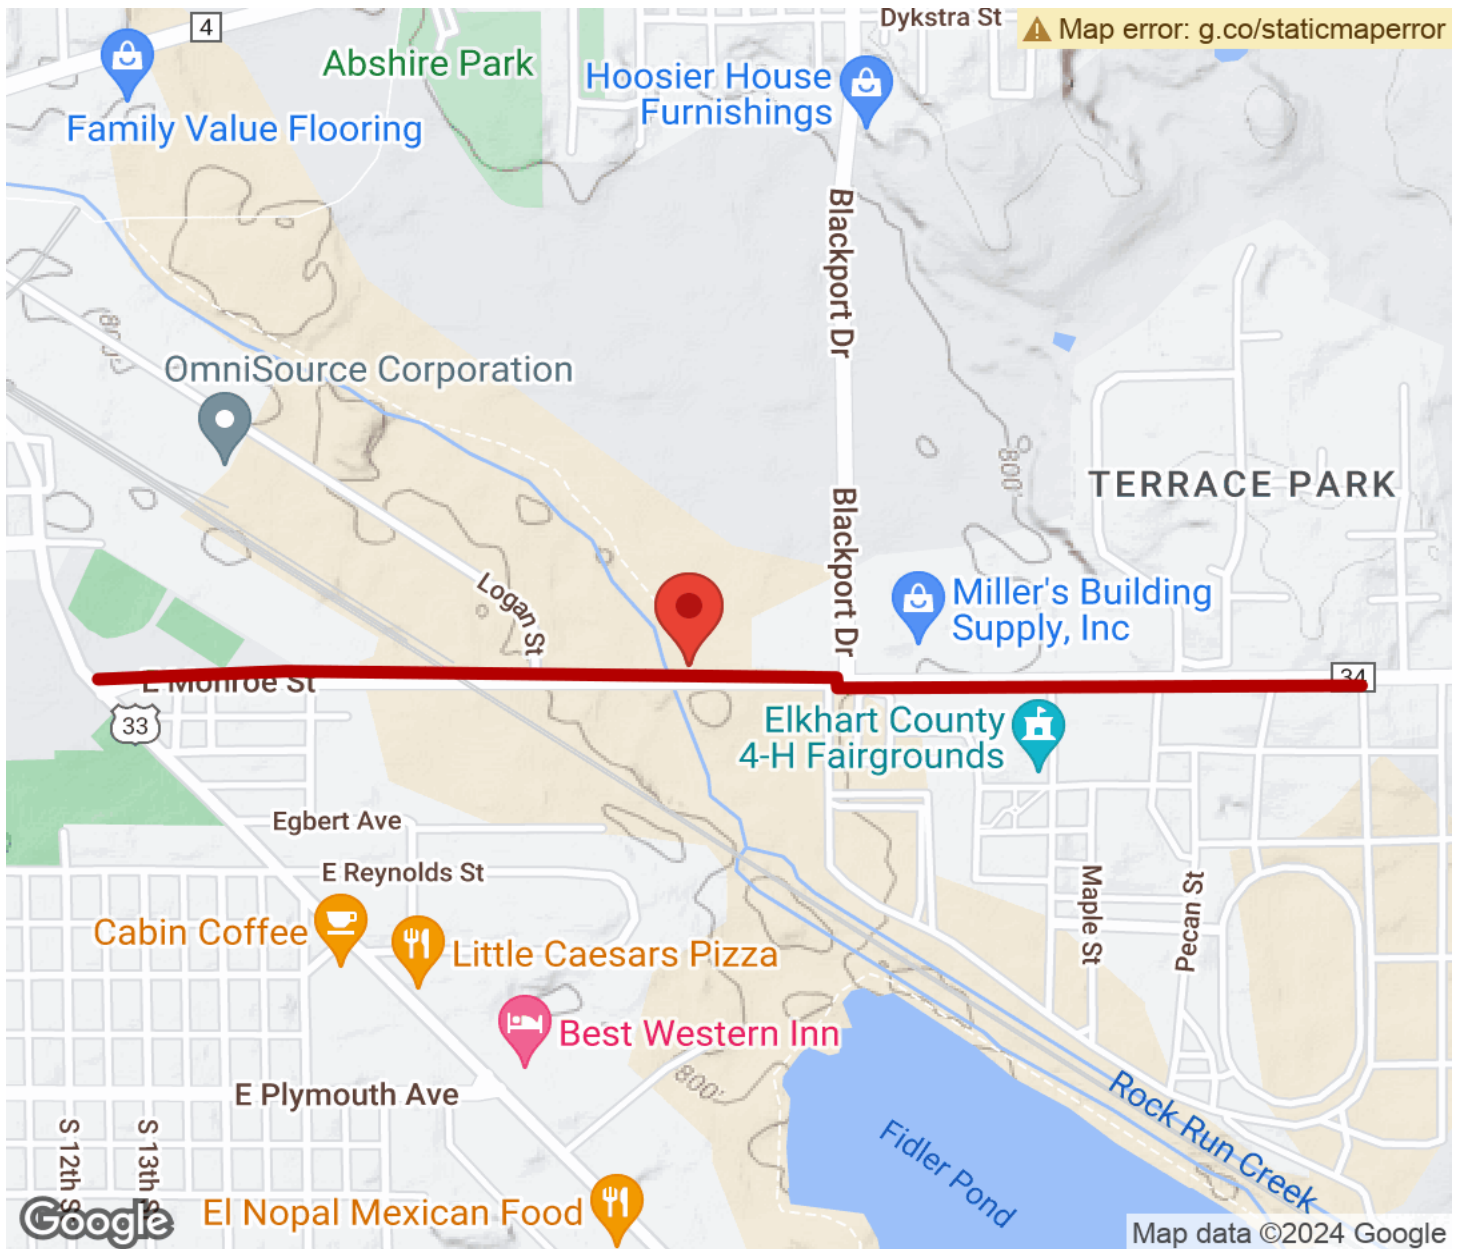 Dykstra St
Map error: g.co/staticmaperror
4
Abshire Park
Hoosier House
Furnishings
Family Value Flooring
Blackport Dr
800'
OmniSource Corporation
800'
TERRACE PARK
Blackport Dr
Logan St
Miller's Building
Supply, Inc
E Monroe St
34
33
Elkhart County
4-H Fairgrounds
Egbert Ave
E Reynolds St
Maple St
Pecan St
Cabin Coffee
Little Caesars Pizza
Best Western Inn
800'
E Plymouth Ave
Rock Run Creek
Fidler Pond
S 12th S
S 13th S
El Nopal Mexican Food
Google
Map data ©2024 Google